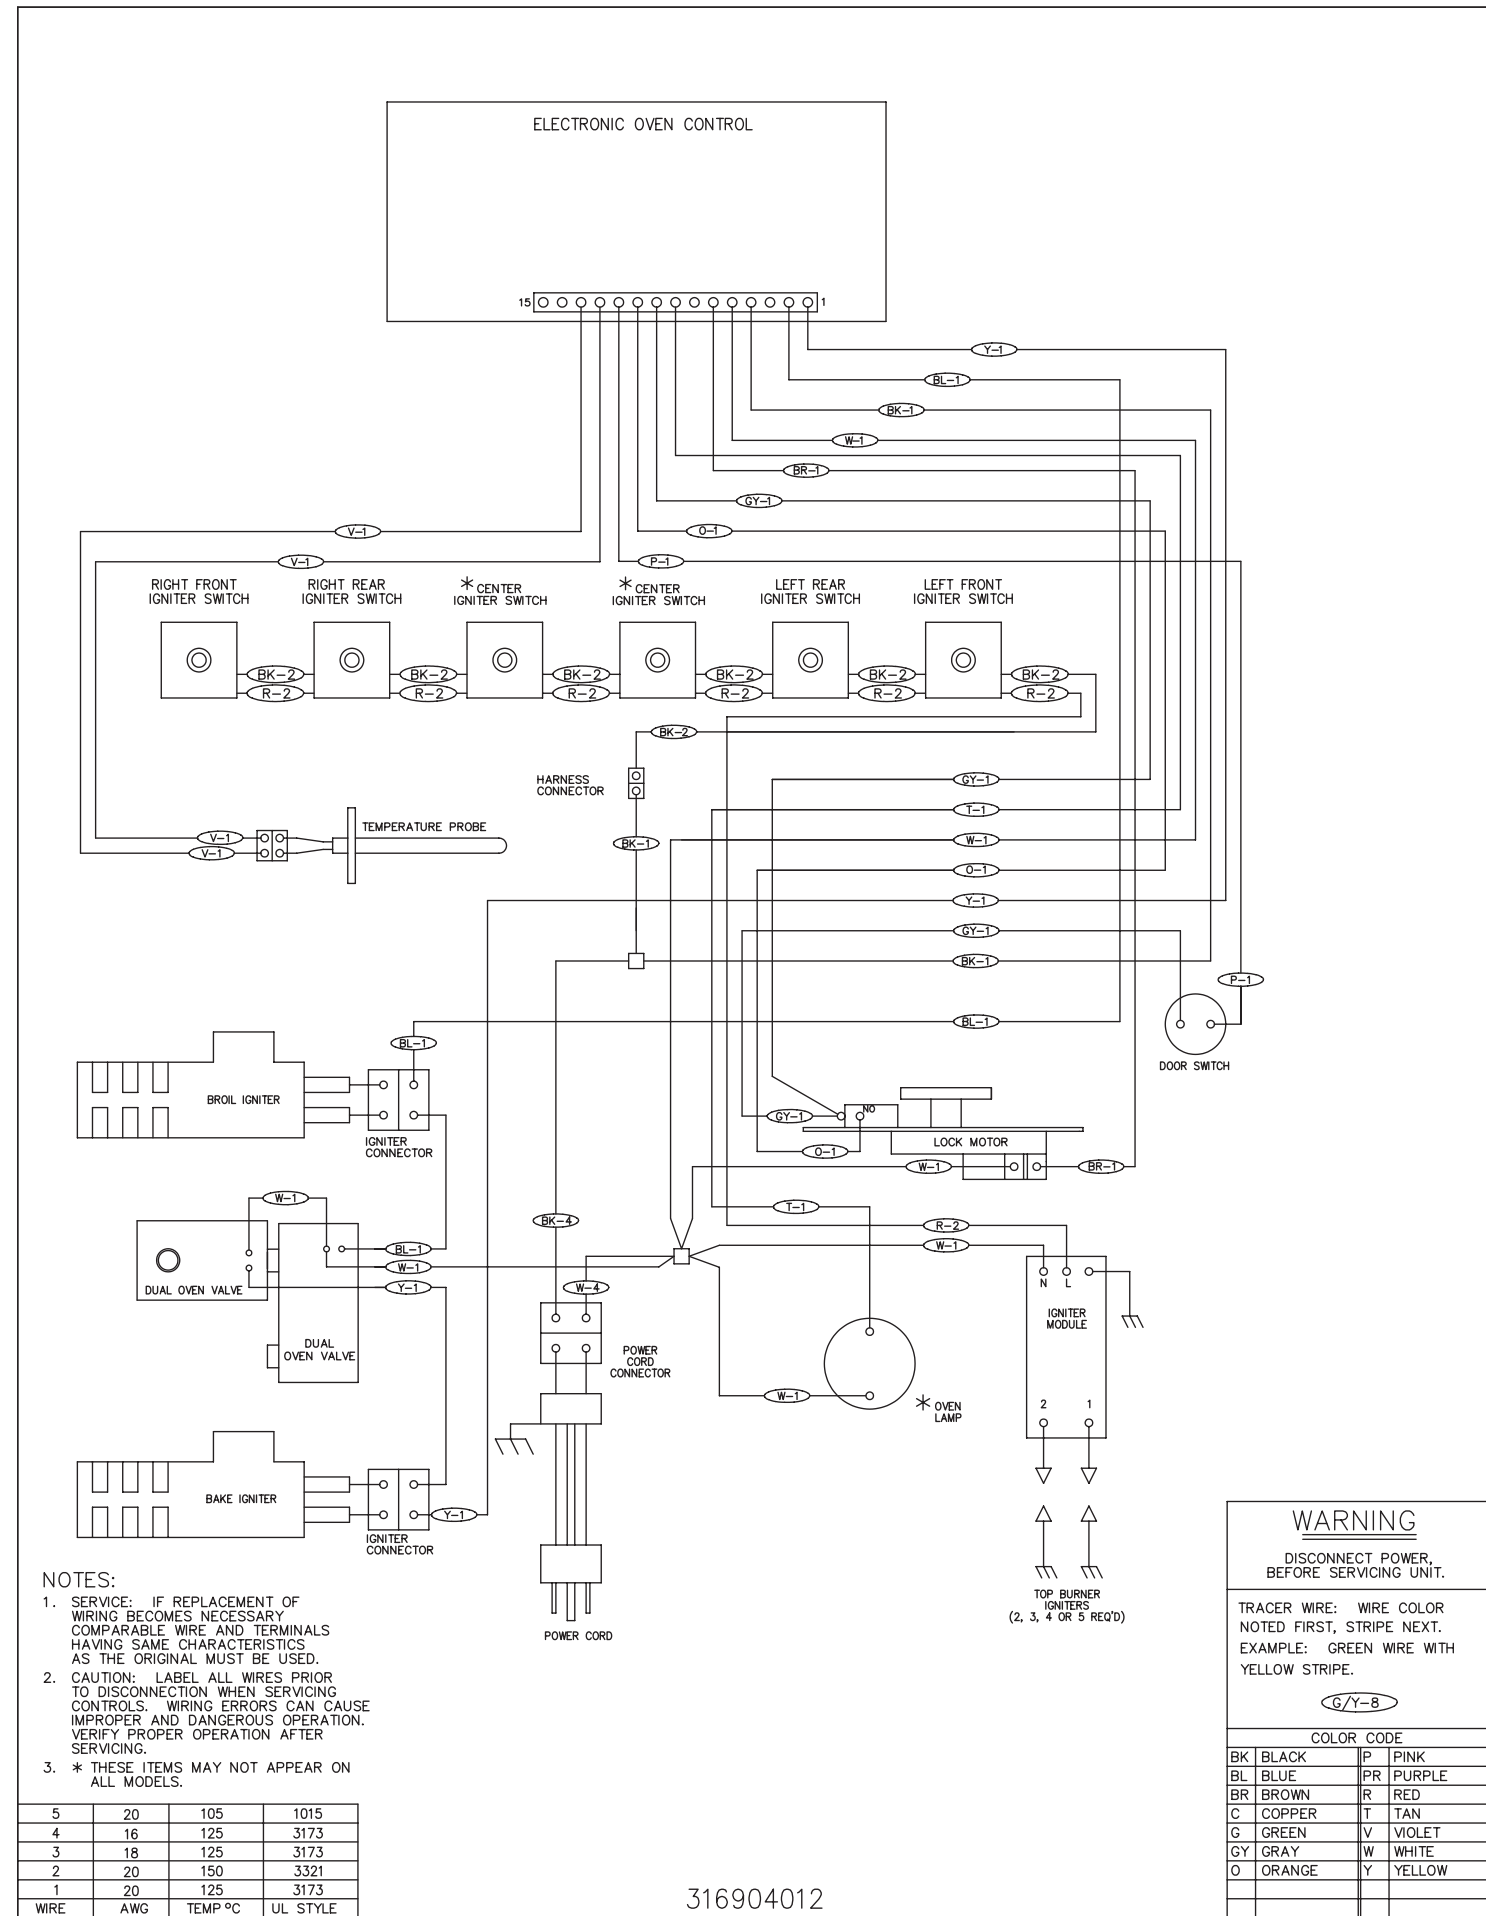 ELECTRONIC OVEN CONTROL
15 1
Y-1
BL-1
BK-1
W-1
BR-1
GY-1
V-1 O-1
V-1 P-1
RIGHT FRONT
IGNITER SWITCH
RIGHT REAR
IGNITER SWITCH
* CENTER
IGNITER SWITCH
* CENTER
IGNITER SWITCH
LEFT REAR
IGNITER SWITCH
LEFT FRONT
IGNITER SWITCH
BK-2 BK-2 BK-2 BK-2 BK-2 BK-2
R-2 R-2 R-2 R-2 R-2 R-2
BK-2
HARNESS
CONNECTOR
GY-1
T-1
TEMPERATURE PROBE
V-1
V-1
BK-1
W-1
O-1
Y-1
GY-1
BK-1
P-1
BL-1
BL-1
DOOR SWITCH
BROIL IGNITER
IGNITER
CONNECTOR
NO
GY-1
LOCK MOTOR
O-1
W-1
BR-1
W-1
T-1
BK-4
R-2
BL-1
W-1
W-1
Y-1
W-4
DUAL OVEN VALVE
DUAL
OVEN VALVE
N L
IGNITER
MODULE
POWER
CORD
CONNECTOR
W-1
* OVEN
LAMP
2 1
BAKE IGNITER
Y-1
IGNITER
CONNECTOR
TOP BURNER
IGNITERS
(2, 3, 4 OR 5 REQ'D)
POWER CORD
NOTES:
1. SERVICE: IF REPLACEMENT OF
WIRING BECOMES NECESSARY
COMPARABLE WIRE AND TERMINALS
HAVING SAME CHARACTERISTICS
AS THE ORIGINAL MUST BE USED.
2. CAUTION: LABEL ALL WIRES PRIOR
TO DISCONNECTION WHEN SERVICING
CONTROLS. WIRING ERRORS CAN CAUSE
IMPROPER AND DANGEROUS OPERATION.
VERIFY PROPER OPERATION AFTER
SERVICING.
3. * THESE ITEMS MAY NOT APPEAR ON
ALL MODELS.
5 20 105 1015
4 16 125 3173
3 18 125 3173
2 20 150 3321
1 20 125 3173
WIRE AWG TEMP °C UL STYLE
316904012
WARNING
DISCONNECT POWER,
BEFORE SERVICING UNIT.
TRACER WIRE: WIRE COLOR
NOTED FIRST, STRIPE NEXT.
EXAMPLE: GREEN WIRE WITH
YELLOW STRIPE.
G/Y-8
COLOR CODE
BK BLACK P PINK
BL BLUE PR PURPLE
BR BROWN R RED
C COPPER T TAN
G GREEN V VIOLET
GY GRAY W WHITE
O ORANGE Y YELLOW